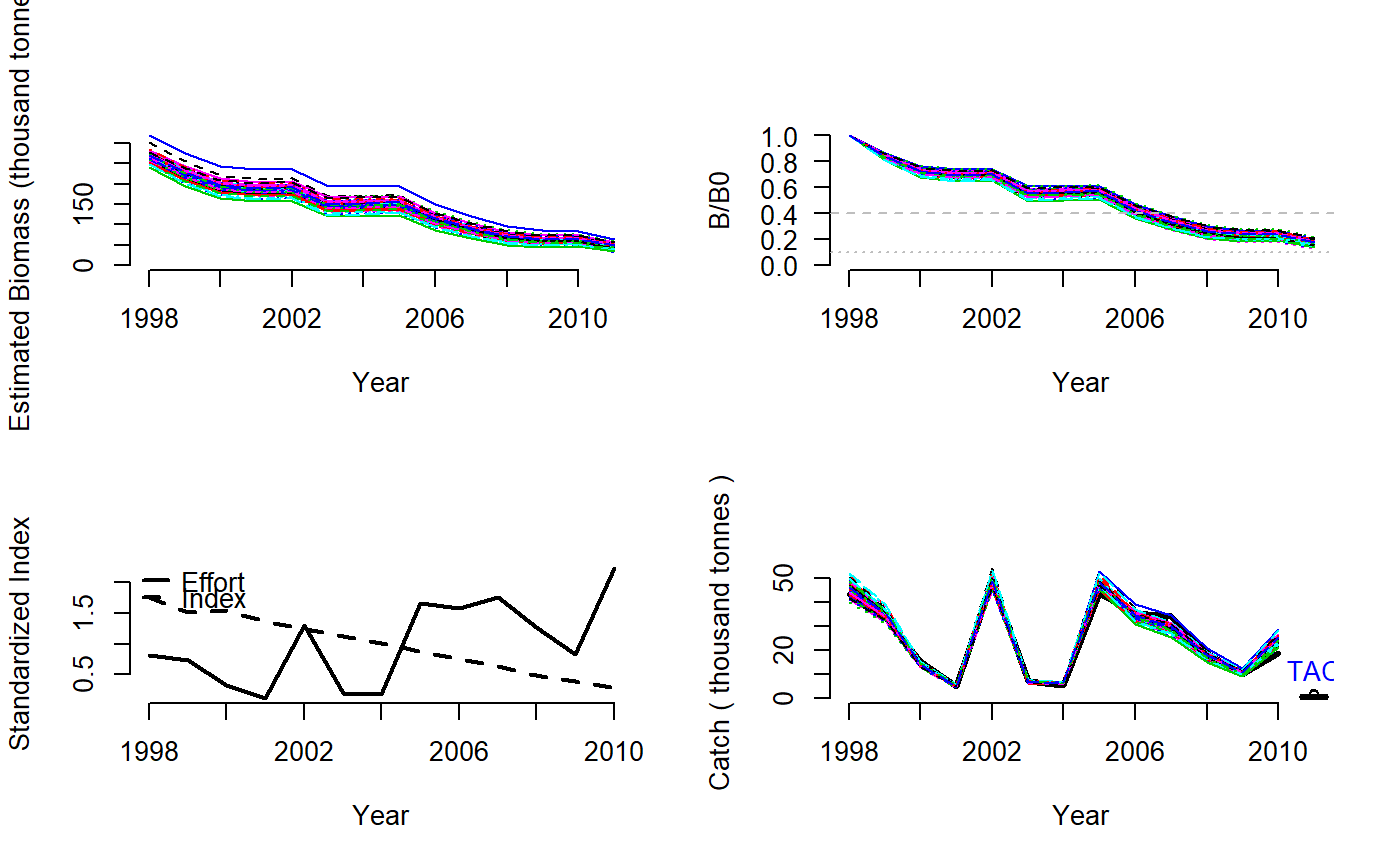 Estimated Biomass (thousand tonne
150
0
1998 2002 2006 2010
Year
B/B0
1.0
0.8
0.6
0.4
0.2
0.0
1998 2002 2006 2010
Year
Standardized Index
Effort
Index
1.5
0.5
1998 2002 2006 2010
Year
Catch ( thousand tonnes )
50
20
0
TAC
1998 2002 2006 2010
Year